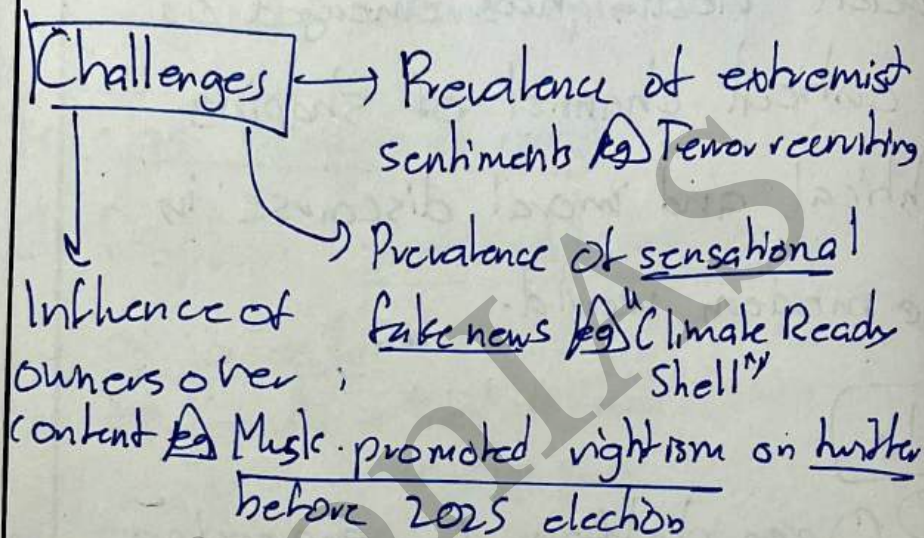 Challenges → Prevalence of extremist
sentiments eg Terror recruiting
→ Prevalence of sensational
fake news eg "Climate Ready
Shell"
Influence of
owners over
content eg Musk promoted rightism on twitter
before 2025 election